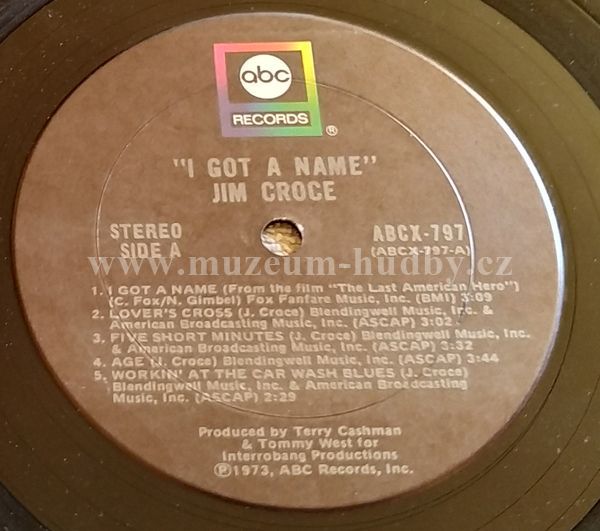 abc
RECORDS
®
"I GOT A NAME"
JIM CROCE
STEREO
SIDE A
ABCX-797
(ABCX-797-A)
www.muzeum-hudby.cz
1. I GOT A NAME (From the film "The Last American Hero")
(C. Fox/N. Gimbel) Fox Fanfare Music, Inc. (BMI) 3:09
2. LOVER'S CROSS (J. Croce) Blendingwell Music, Inc. &
American Broadcasting Music, Inc. (ASCAP) 3:02
3. FIVE SHORT MINUTES (J. Croce) Blendingwell Music, Inc.
& American Broadcasting Music, Inc. (ASCAP) 3:32
4. AGE (J. Croce) Blendingwell Music, Inc. (ASCAP) 3:44
5. WORKIN' AT THE CAR WASH BLUES (J. Croce)
Blendingwell Music, Inc. & American Broadcasting
Music, Inc. (ASCAP) 2:29
Produced by Terry Cashman
& Tommy West for
Interrobang Productions
Ⓟ1973, ABC Records, Inc.